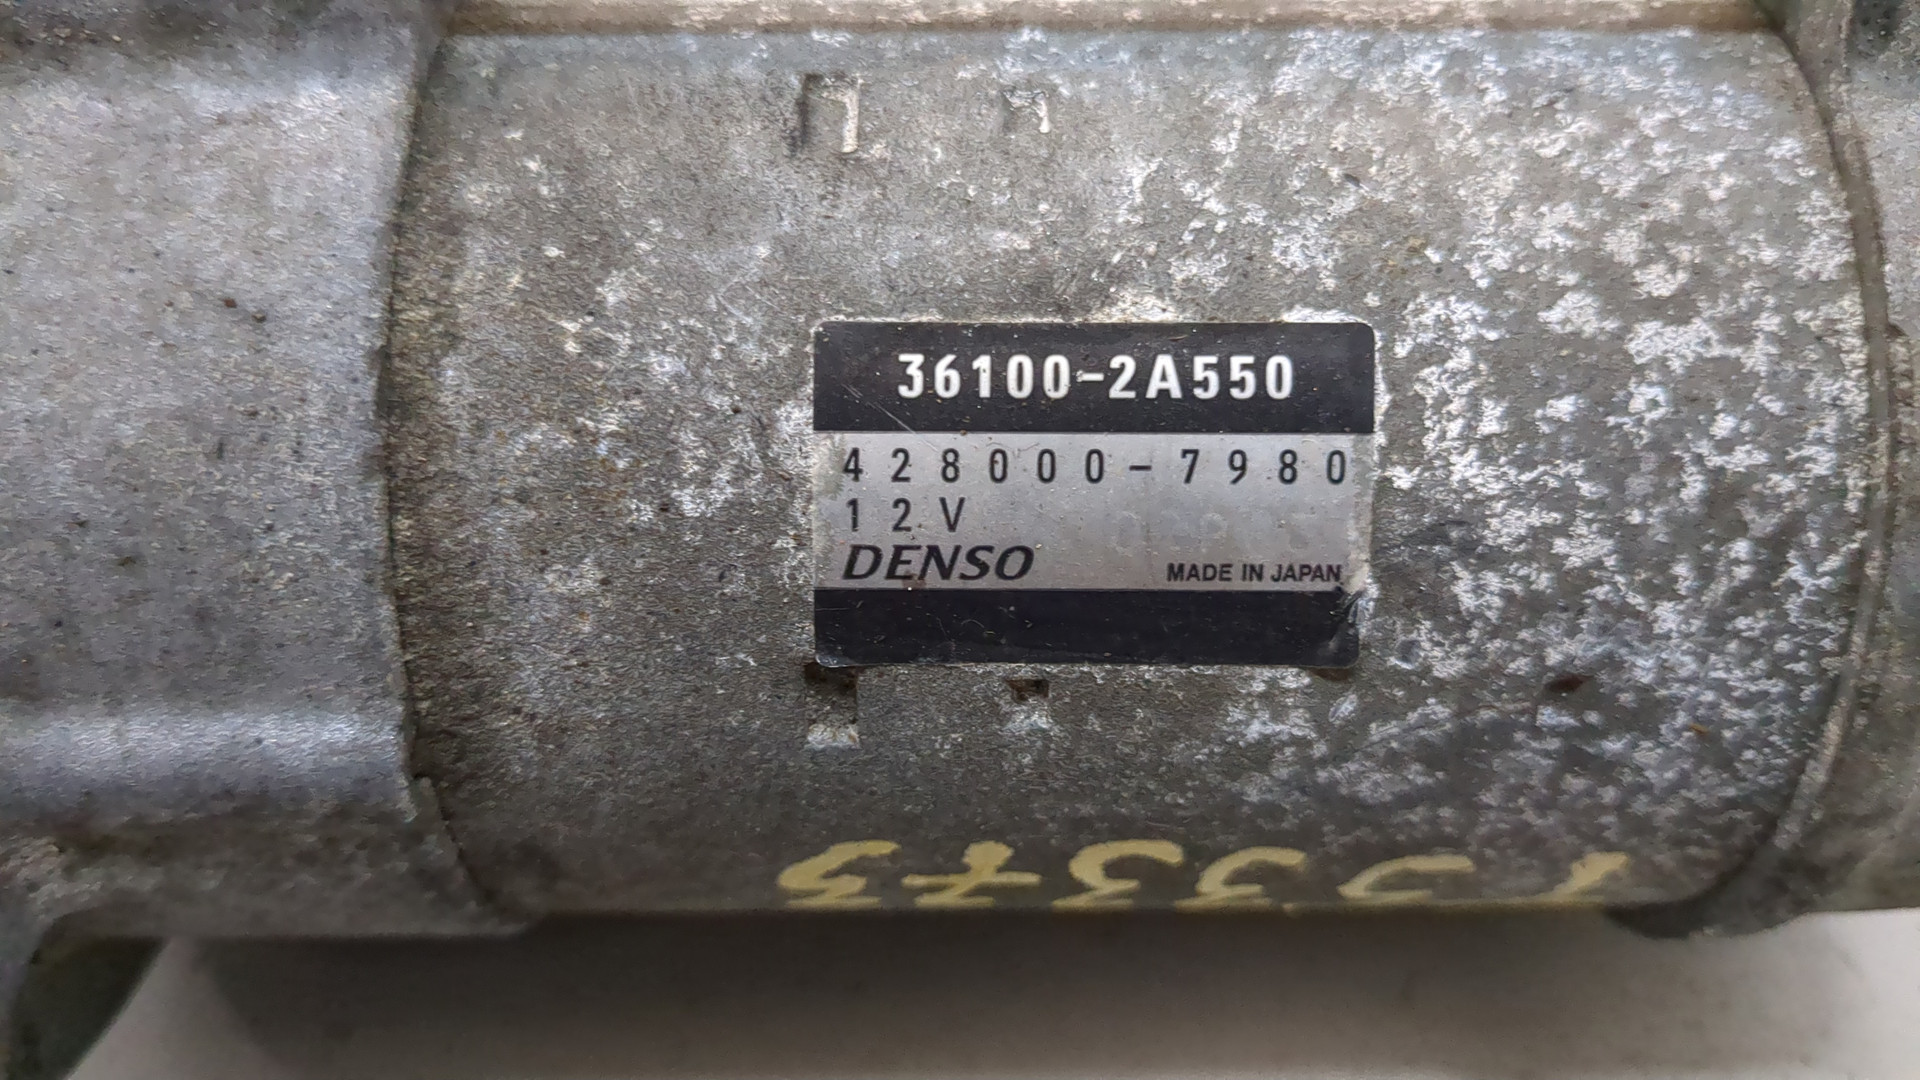 36100-2A550
428000-7980
12V
DENSO
MADE IN JAPAN